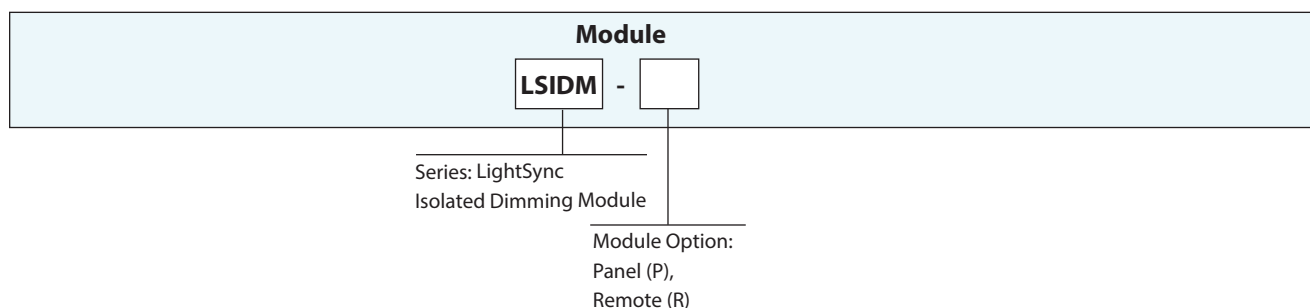 Module
LSIDM -
Series: LightSync
Isolated Dimming Module
Module Option:
Panel (P),
Remote (R)